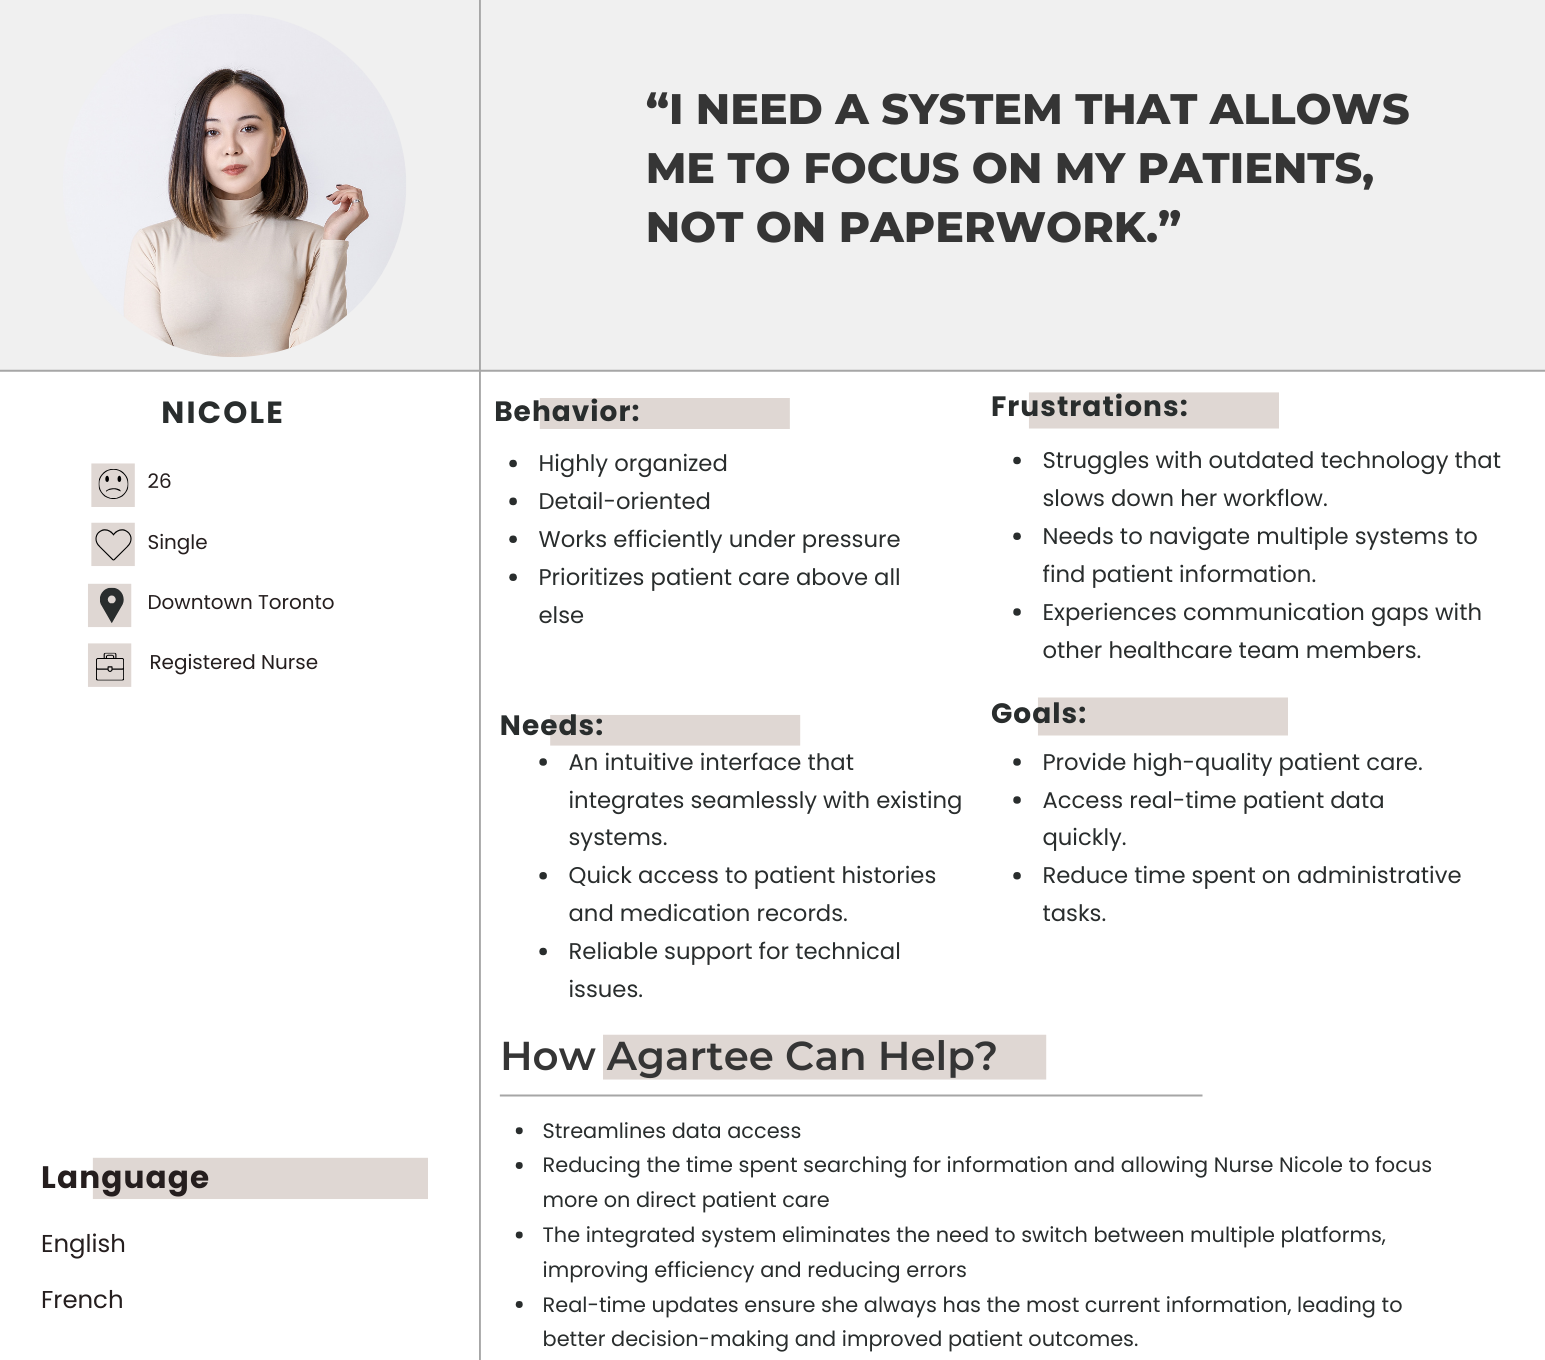 “I NEED A SYSTEM THAT ALLOWS
ME TO FOCUS ON MY PATIENTS,
NOT ON PAPERWORK.”
NICOLE
26
Single
Downtown Toronto
Registered Nurse
Language
English
French
Behavior:
• Highly organized
• Detail-oriented
• Works efficiently under pressure
• Prioritizes patient care above all
else
Frustrations:
• Struggles with outdated technology that
slows down her workflow.
• Needs to navigate multiple systems to
find patient information.
• Experiences communication gaps with
other healthcare team members.
Needs:
• An intuitive interface that
integrates seamlessly with existing
systems.
• Quick access to patient histories
and medication records.
• Reliable support for technical
issues.
Goals:
• Provide high-quality patient care.
• Access real-time patient data
quickly.
• Reduce time spent on administrative
tasks.
How Agartee Can Help?
• Streamlines data access
• Reducing the time spent searching for information and allowing Nurse Nicole to focus
more on direct patient care
• The integrated system eliminates the need to switch between multiple platforms,
improving efficiency and reducing errors
• Real-time updates ensure she always has the most current information, leading to
better decision-making and improved patient outcomes.